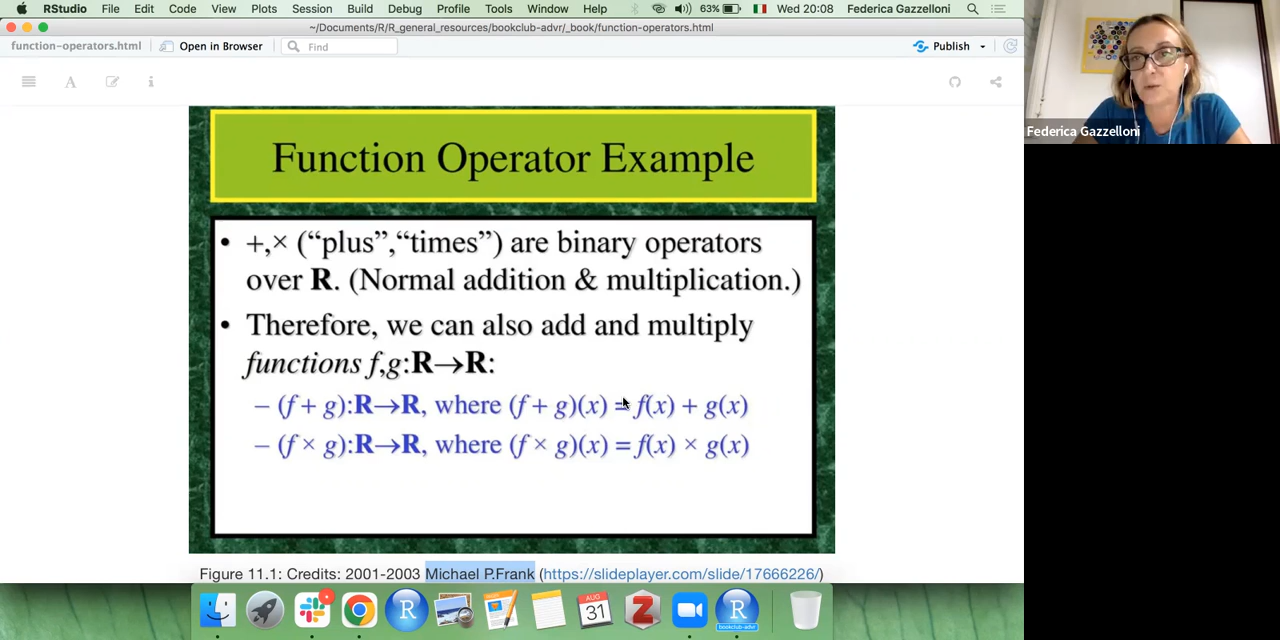 RStudio File Edit Code View Plots Session Build Debug Profile Tools Window Help 63% Wed 20:08 Federica Gazzelloni
~/Documents/R/R_general_resources/bookclub-advr/_book/function-operators.html
function-operators.html Open in Browser Find Publish
A i
Federica Gazzelloni
Function Operator Example
• +,× (“plus”,“times”) are binary operators
over R. (Normal addition & multiplication.)
• Therefore, we can also add and multiply
functions f,g:R→R:
– (f + g):R→R, where (f + g)(x) = f(x) + g(x)
– (f × g):R→R, where (f × g)(x) = f(x) × g(x)
Figure 11.1: Credits: 2001-2003 Michael P.Frank (https://slideplayer.com/slide/17666226/)
R AUG 31 Z R
bookclub-advr